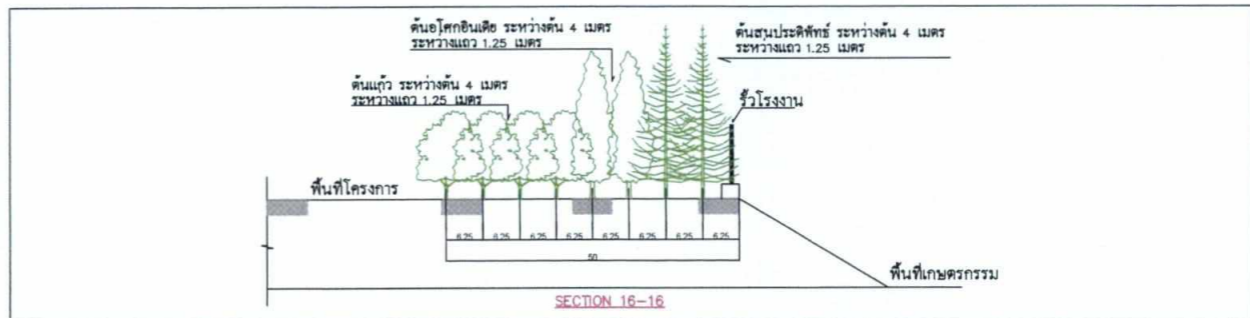 ต้นอโศกอินเดีย ระหว่างต้น 4 เมตร
ระหว่างแถว 1.25 เมตร
ต้นสนประดิพัทธ์ ระหว่างต้น 4 เมตร
ระหว่างแถว 1.25 เมตร
ต้นแก้ว ระหว่างต้น 4 เมตร
ระหว่างแถว 1.25 เมตร
รั้วโรงงาน
พื้นที่โครงการ
6.25 6.25 6.25 6.25 6.25 6.25 6.25 6.25
50
พื้นที่เกษตรกรรม
SECTION 16-16